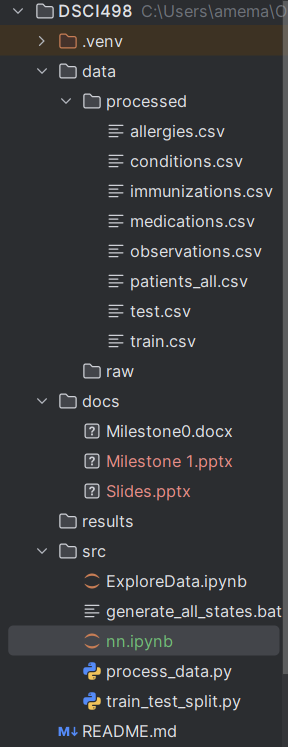 DSCI498 C:\Users\amema\O
.venv
data
processed
allergies.csv
conditions.csv
immunizations.csv
medications.csv
observations.csv
patients_all.csv
test.csv
train.csv
raw
docs
Milestone0.docx
Milestone 1.pptx
Slides.pptx
results
src
ExploreData.ipynb
generate_all_states.bat
nn.ipynb
process_data.py
train_test_split.py
M↓ README.md